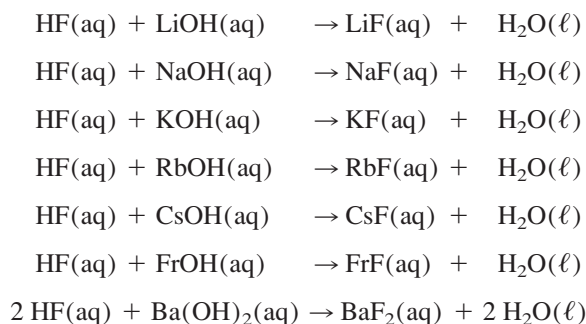 HF(aq) + LiOH(aq) → LiF(aq) + H₂O(ℓ)
HF(aq) + NaOH(aq) → NaF(aq) + H₂O(ℓ)
HF(aq) + KOH(aq) → KF(aq) + H₂O(ℓ)
HF(aq) + RbOH(aq) → RbF(aq) + H₂O(ℓ)
HF(aq) + CsOH(aq) → CsF(aq) + H₂O(ℓ)
HF(aq) + FrOH(aq) → FrF(aq) + H₂O(ℓ)
2 HF(aq) + Ba(OH)₂(aq) → BaF₂(aq) + 2 H₂O(ℓ)